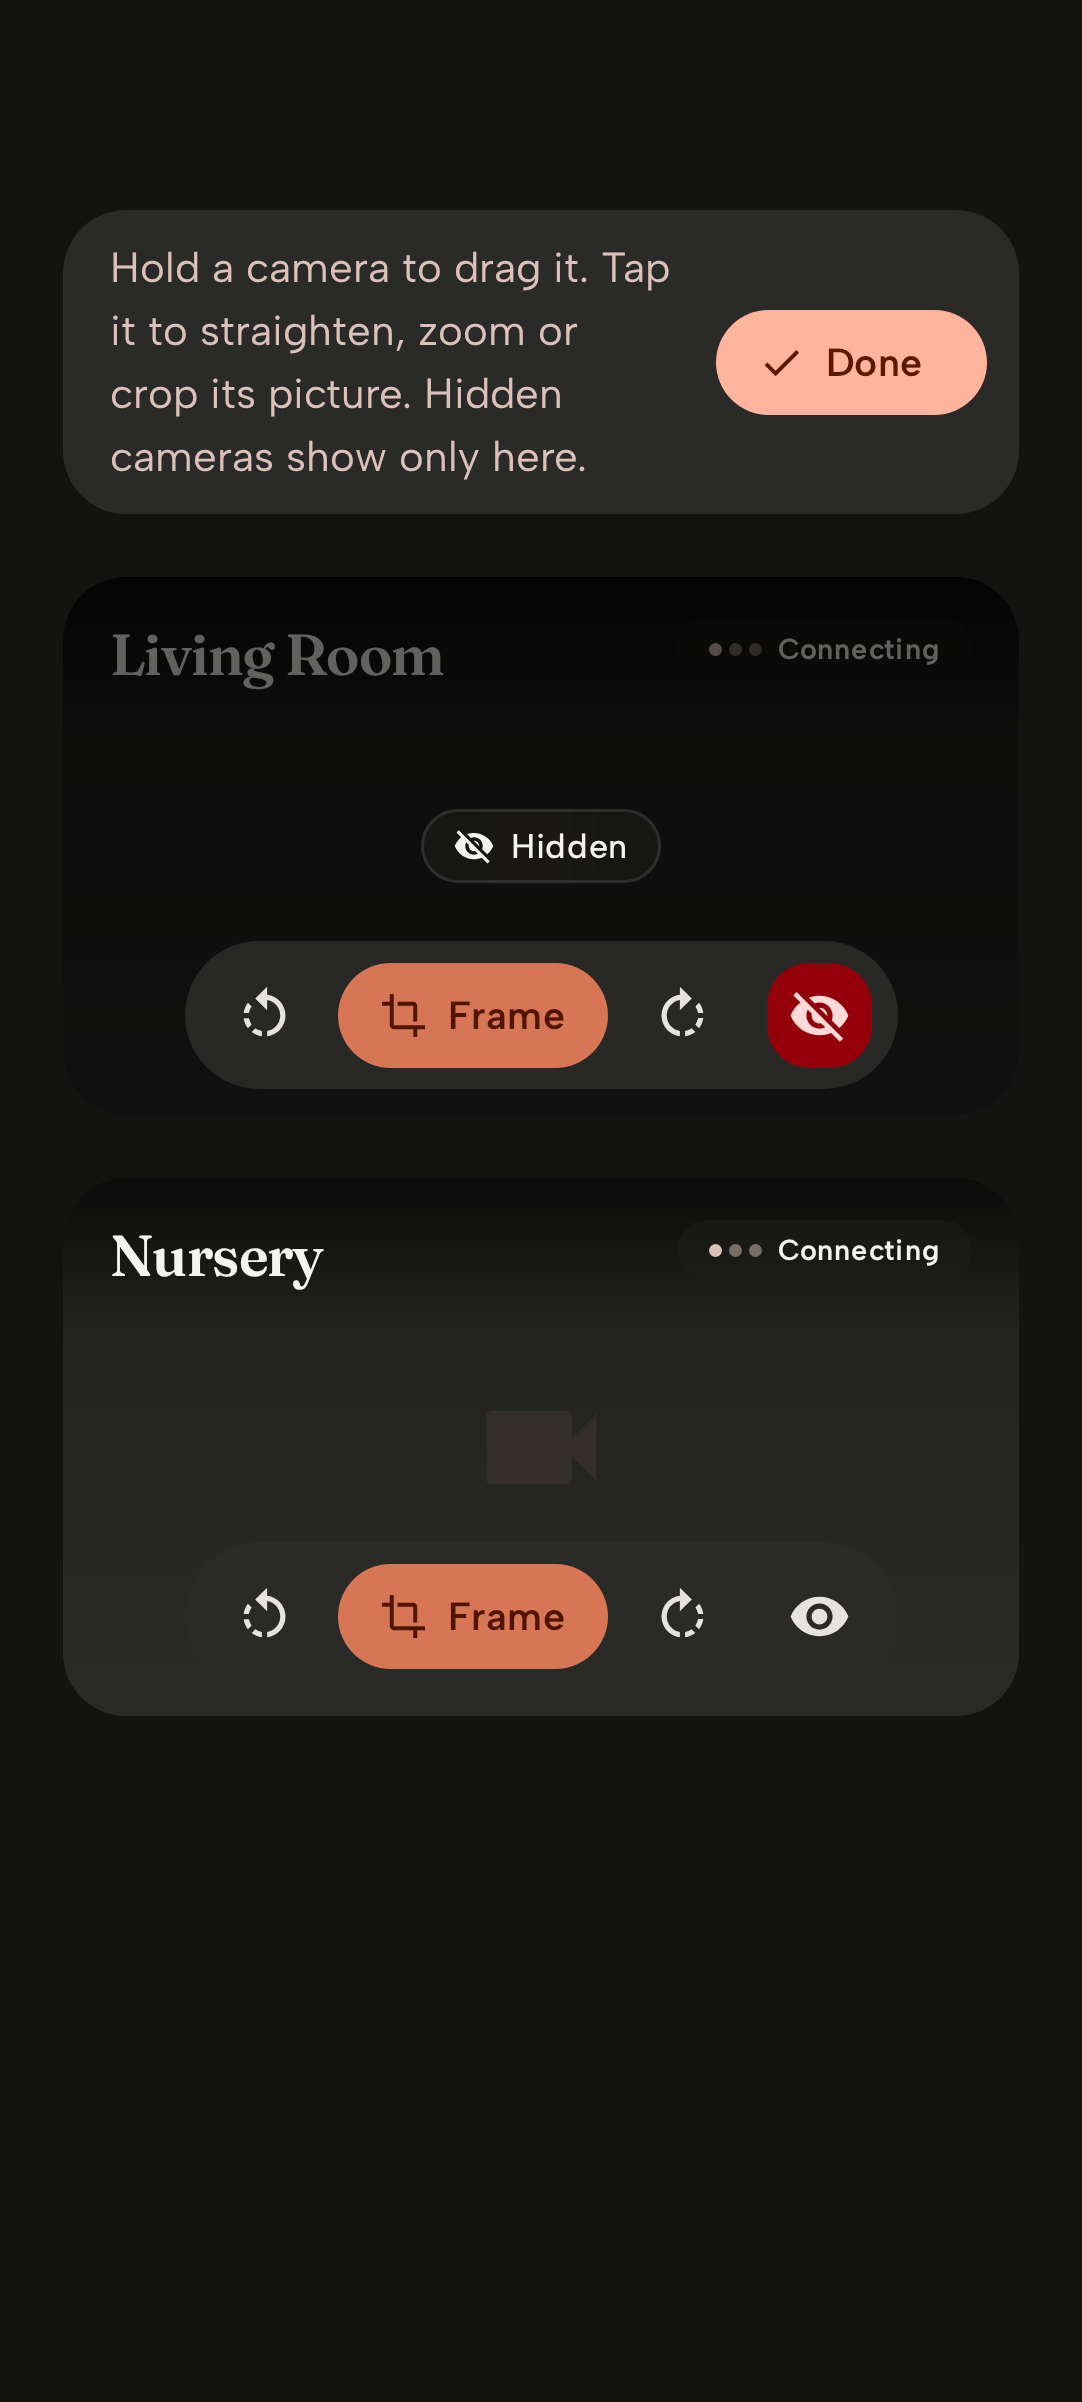 Hold a camera to drag it. Tap
it to straighten, zoom or
crop its picture. Hidden
cameras show only here.
Done
Living Room
Connecting
Hidden
Frame
Nursery
Connecting
Frame